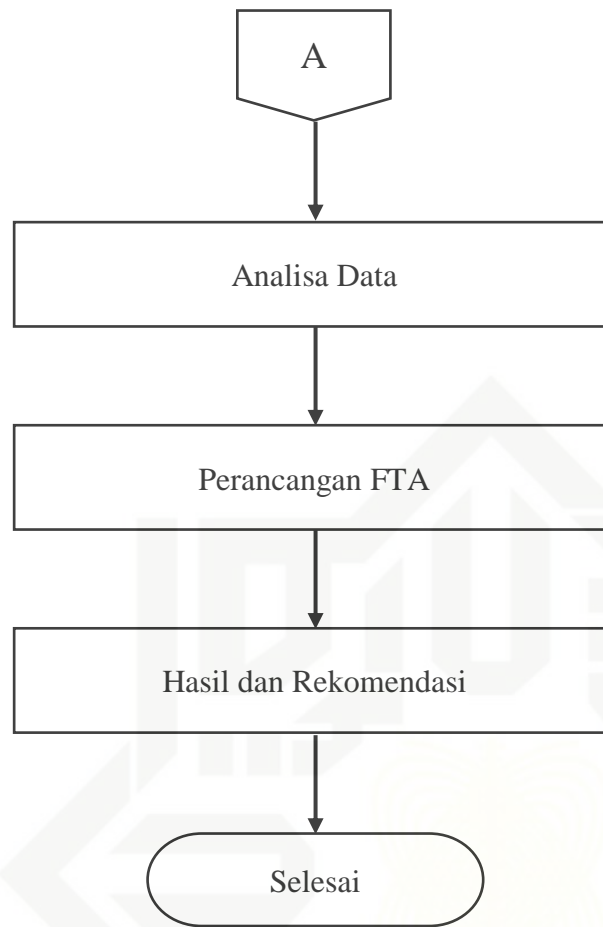 A
Analisa Data
Perancangan FTA
Hasil dan Rekomendasi
Selesai